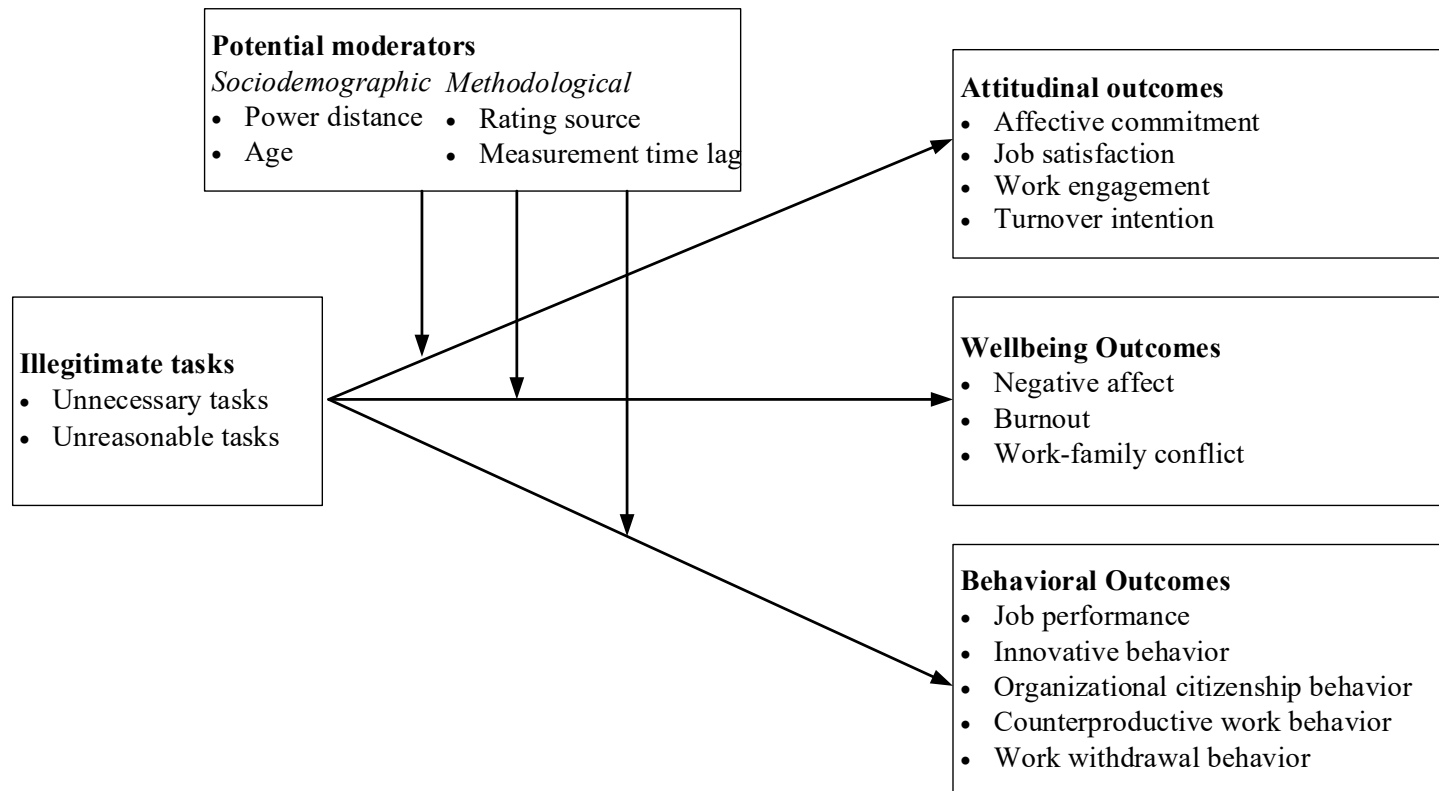 Potential moderators
Sociodemographic Methodological
• Power distance • Rating source
• Age • Measurement time lag
Attitudinal outcomes
• Affective commitment
• Job satisfaction
• Work engagement
• Turnover intention
Illegitimate tasks
• Unnecessary tasks
• Unreasonable tasks
Wellbeing Outcomes
• Negative affect
• Burnout
• Work-family conflict
Behavioral Outcomes
• Job performance
• Innovative behavior
• Organizational citizenship behavior
• Counterproductive work behavior
• Work withdrawal behavior